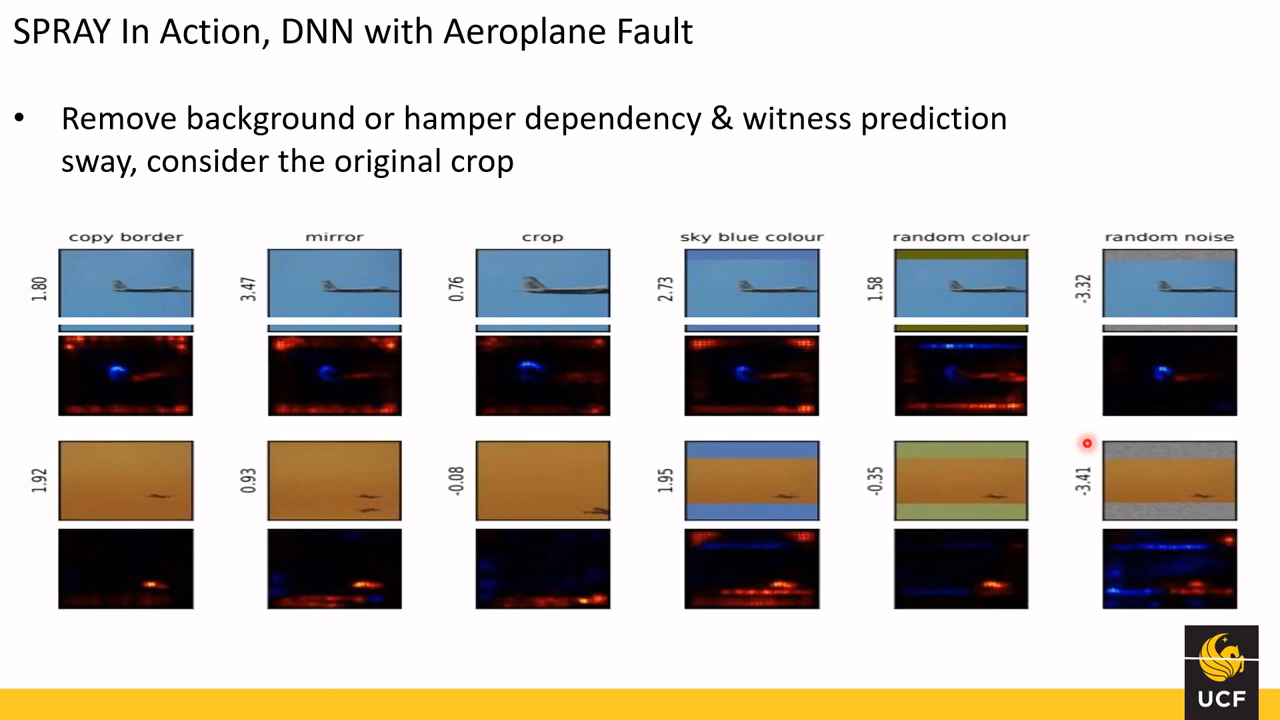 SPRAY In Action, DNN with Aeroplane Fault
• Remove background or hamper dependency & witness prediction
sway, consider the original crop
copy border mirror crop sky blue colour random colour random noise
1.80 3.47 0.76 2.73 1.58 -3.32
1.92 0.93 -0.08 1.95 -0.35 -3.41
UCF